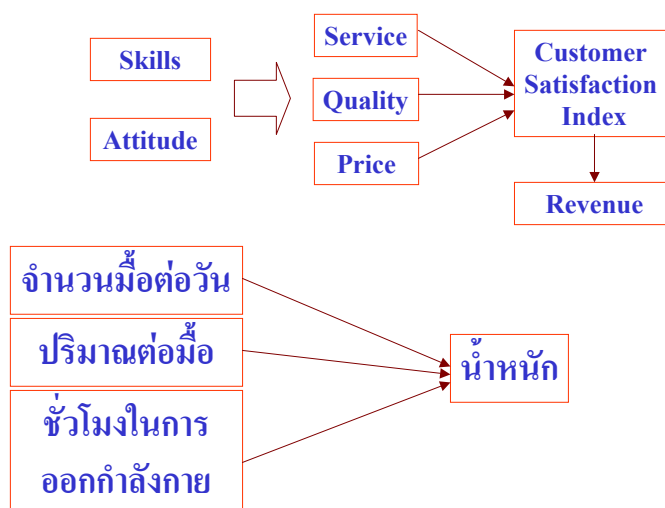 Skills
Attitude
Service
Quality
Price
Customer
Satisfaction
Index
Revenue
จำนวนมื้อต่อวัน
ปริมาณต่อมื้อ
ชั่วโมงในการ
ออกกำลังกาย
น้ำหนัก